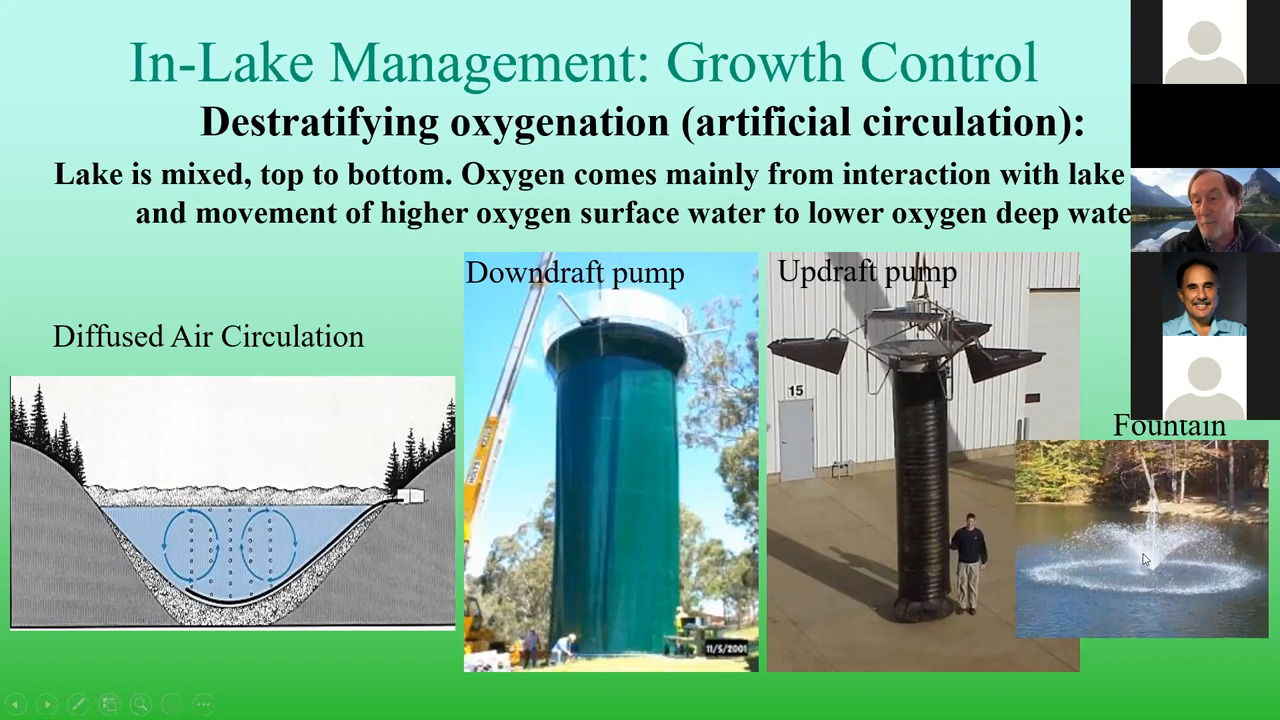 In-Lake Management: Growth Control
Destratifying oxygenation (artificial circulation):
Lake is mixed, top to bottom. Oxygen comes mainly from interaction with lake
and movement of higher oxygen surface water to lower oxygen deep wate
Downdraft pump
Updraft pump
Diffused Air Circulation
15
Fountain
11/5/2001